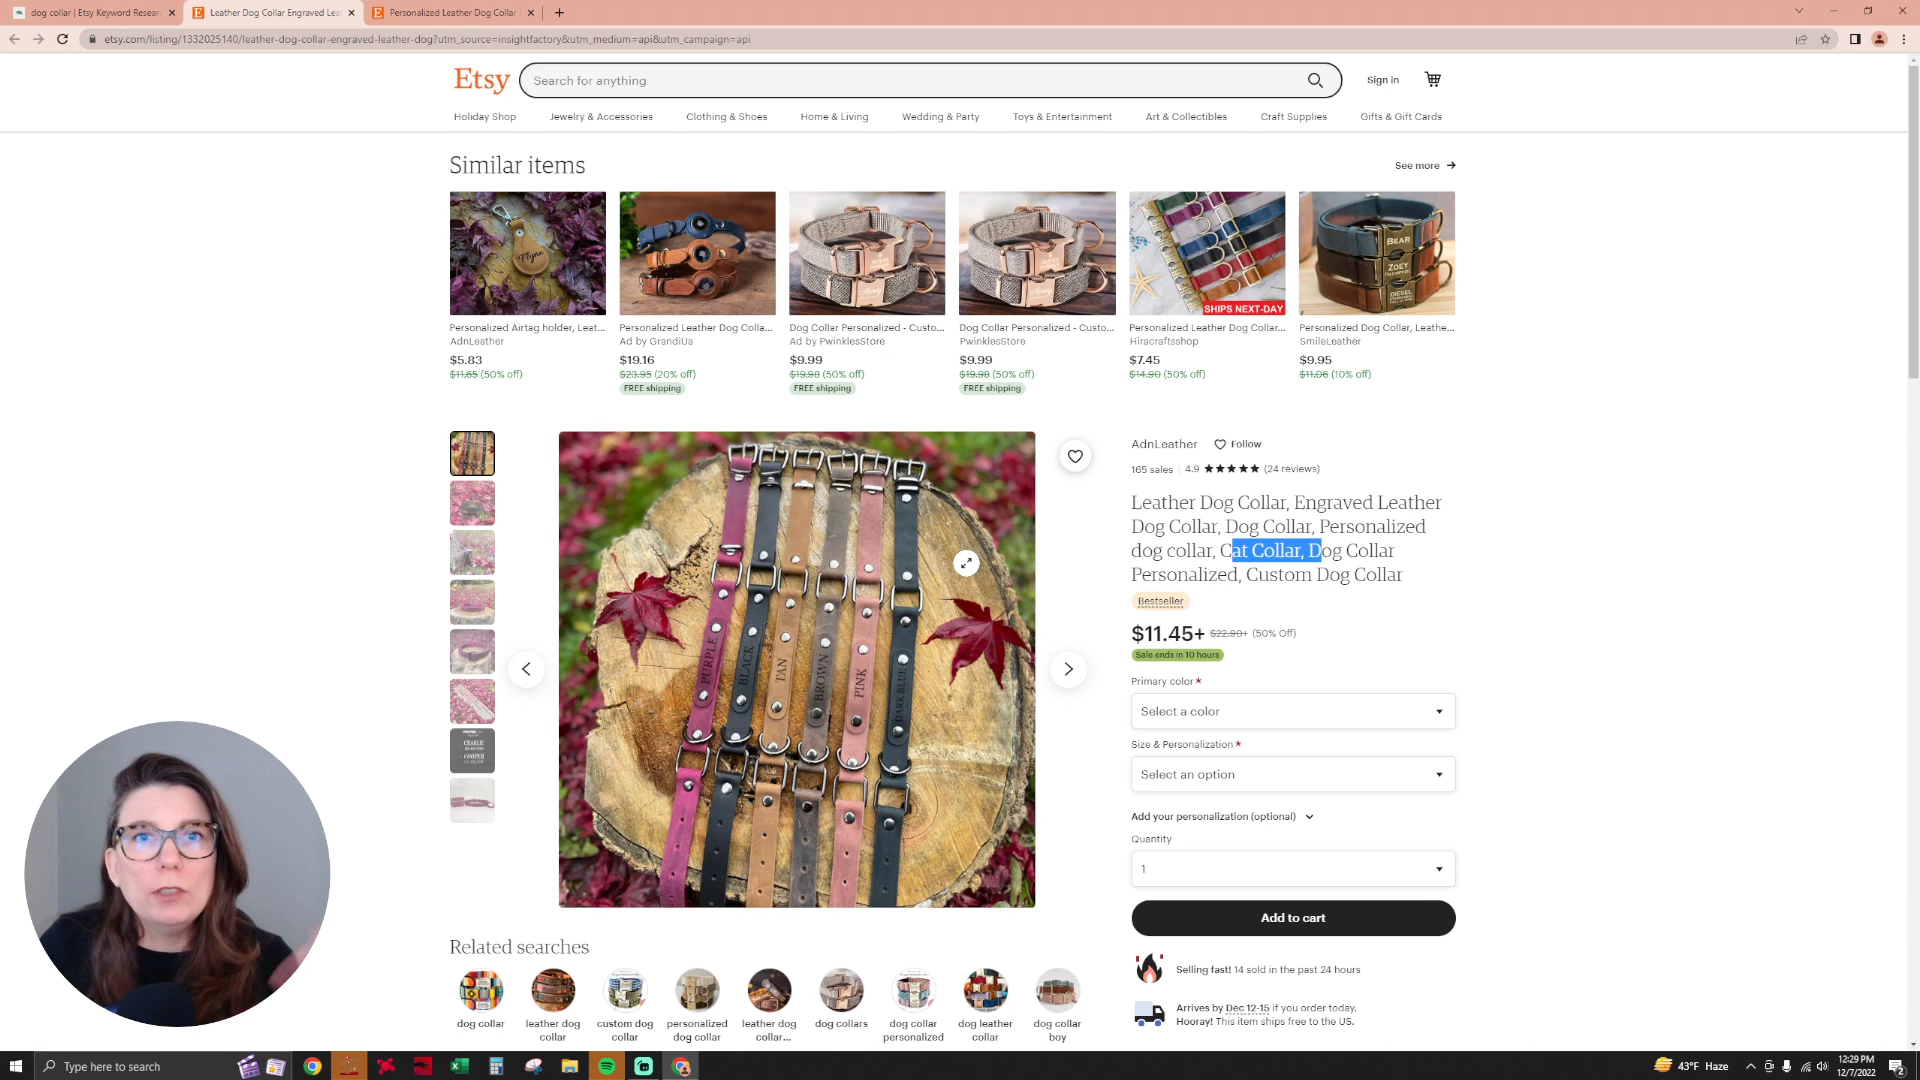 dog collar | Etsy Keyword Resear
Leather Dog Collar Engraved Lea
Personalized Leather Dog Collar
etsy.com/listing/1332025140/leather-dog-collar-engraved-leather-dog?utm_source=insightfactory&utm_medium=api&utm_campaign=api
Etsy
Search for anything
Sign in
Holiday Shop
Jewelry & Accessories
Clothing & Shoes
Home & Living
Wedding & Party
Toys & Entertainment
Art & Collectibles
Craft Supplies
Gifts & Gift Cards
Similar items
See more
Flynn
SHIPS NEXT-DAY
BEAR
ZOEY
DIESEL
Personalized Airtag holder, Leat...
AdnLeather
$5.83
$11.65 (50% off)
Personalized Leather Dog Colla...
Ad by GrandiUa
$19.16
$23.95 (20% off)
FREE shipping
Dog Collar Personalized - Custo...
Ad by PwinklesStore
$9.99
$19.98 (50% off)
FREE shipping
Dog Collar Personalized - Custo...
PwinklesStore
$9.99
$19.98 (50% off)
FREE shipping
Personalized Leather Dog Collar...
Hiracraftsshop
$7.45
$14.90 (50% off)
Personalized Dog Collar, Leathe...
SmileLeather
$9.95
$11.06 (10% off)
CHARLIE
COOPER
PURPLE
BLACK
TAN
BROWN
PINK
DARK BLUE
AdnLeather
Follow
165 sales | 4.9 (24 reviews)
Leather Dog Collar, Engraved Leather
Dog Collar, Dog Collar, Personalized
dog collar, Cat Collar, Dog Collar
Personalized, Custom Dog Collar
Bestseller
$11.45+ $22.90+ (50% Off)
Sale ends in 10 hours
Primary color *
Select a color
Size & Personalization *
Select an option
Add your personalization (optional)
Quantity
1
Add to cart
Selling fast! 14 sold in the past 24 hours
Arrives by Dec 12-15 if you order today.
Hooray! This item ships free to the US.
Related searches
dog collar
leather dog
collar
custom dog
collar
personalized
dog collar
leather dog
collar...
dog collars
dog collar
personalized
dog leather
collar
dog collar
boy
Type here to search
43°F Haze
12:29 PM
12/7/2022
2